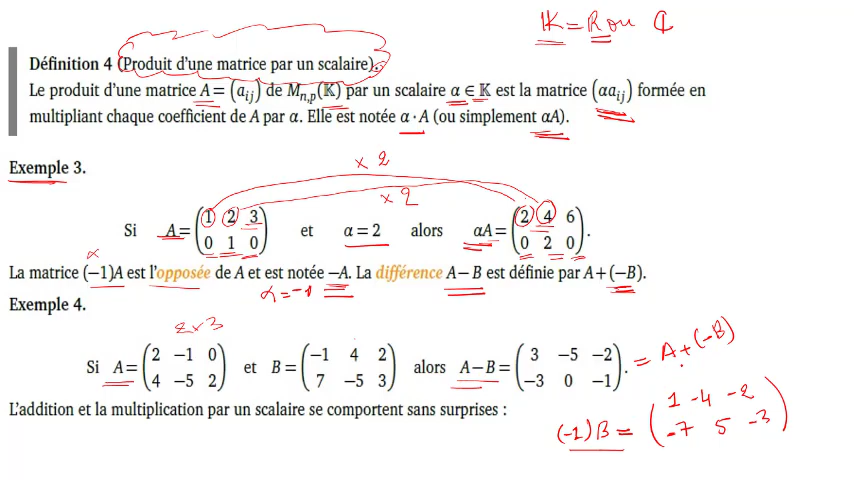 𝕂 = ℝ ou ℂ
Définition 4 (Produit d'une matrice par un scalaire).
Le produit d'une matrice A = (aᵢⱼ) de Mₙ,ₚ(𝕂) par un scalaire α ∈ 𝕂 est la matrice (αaᵢⱼ) formée en
multipliant chaque coefficient de A par α. Elle est notée α · A (ou simplement αA).
× 2
Exemple 3.
× 2
Si A = (1 2 3 / 0 1 0) et α = 2 alors αA = (2 4 6 / 0 2 0).
α
La matrice (−1)A est l'opposée de A et est notée −A. La différence A − B est définie par A + (−B).
α = −1
Exemple 4.
2 × 3
Si A = (2 −1 0 / 4 −5 2) et B = (−1 4 2 / 7 −5 3) alors A − B = (3 −5 −2 / −3 0 −1). = A + (−B)
L'addition et la multiplication par un scalaire se comportent sans surprises :
(−1)B = (1 −4 −2 / −7 5 −3)